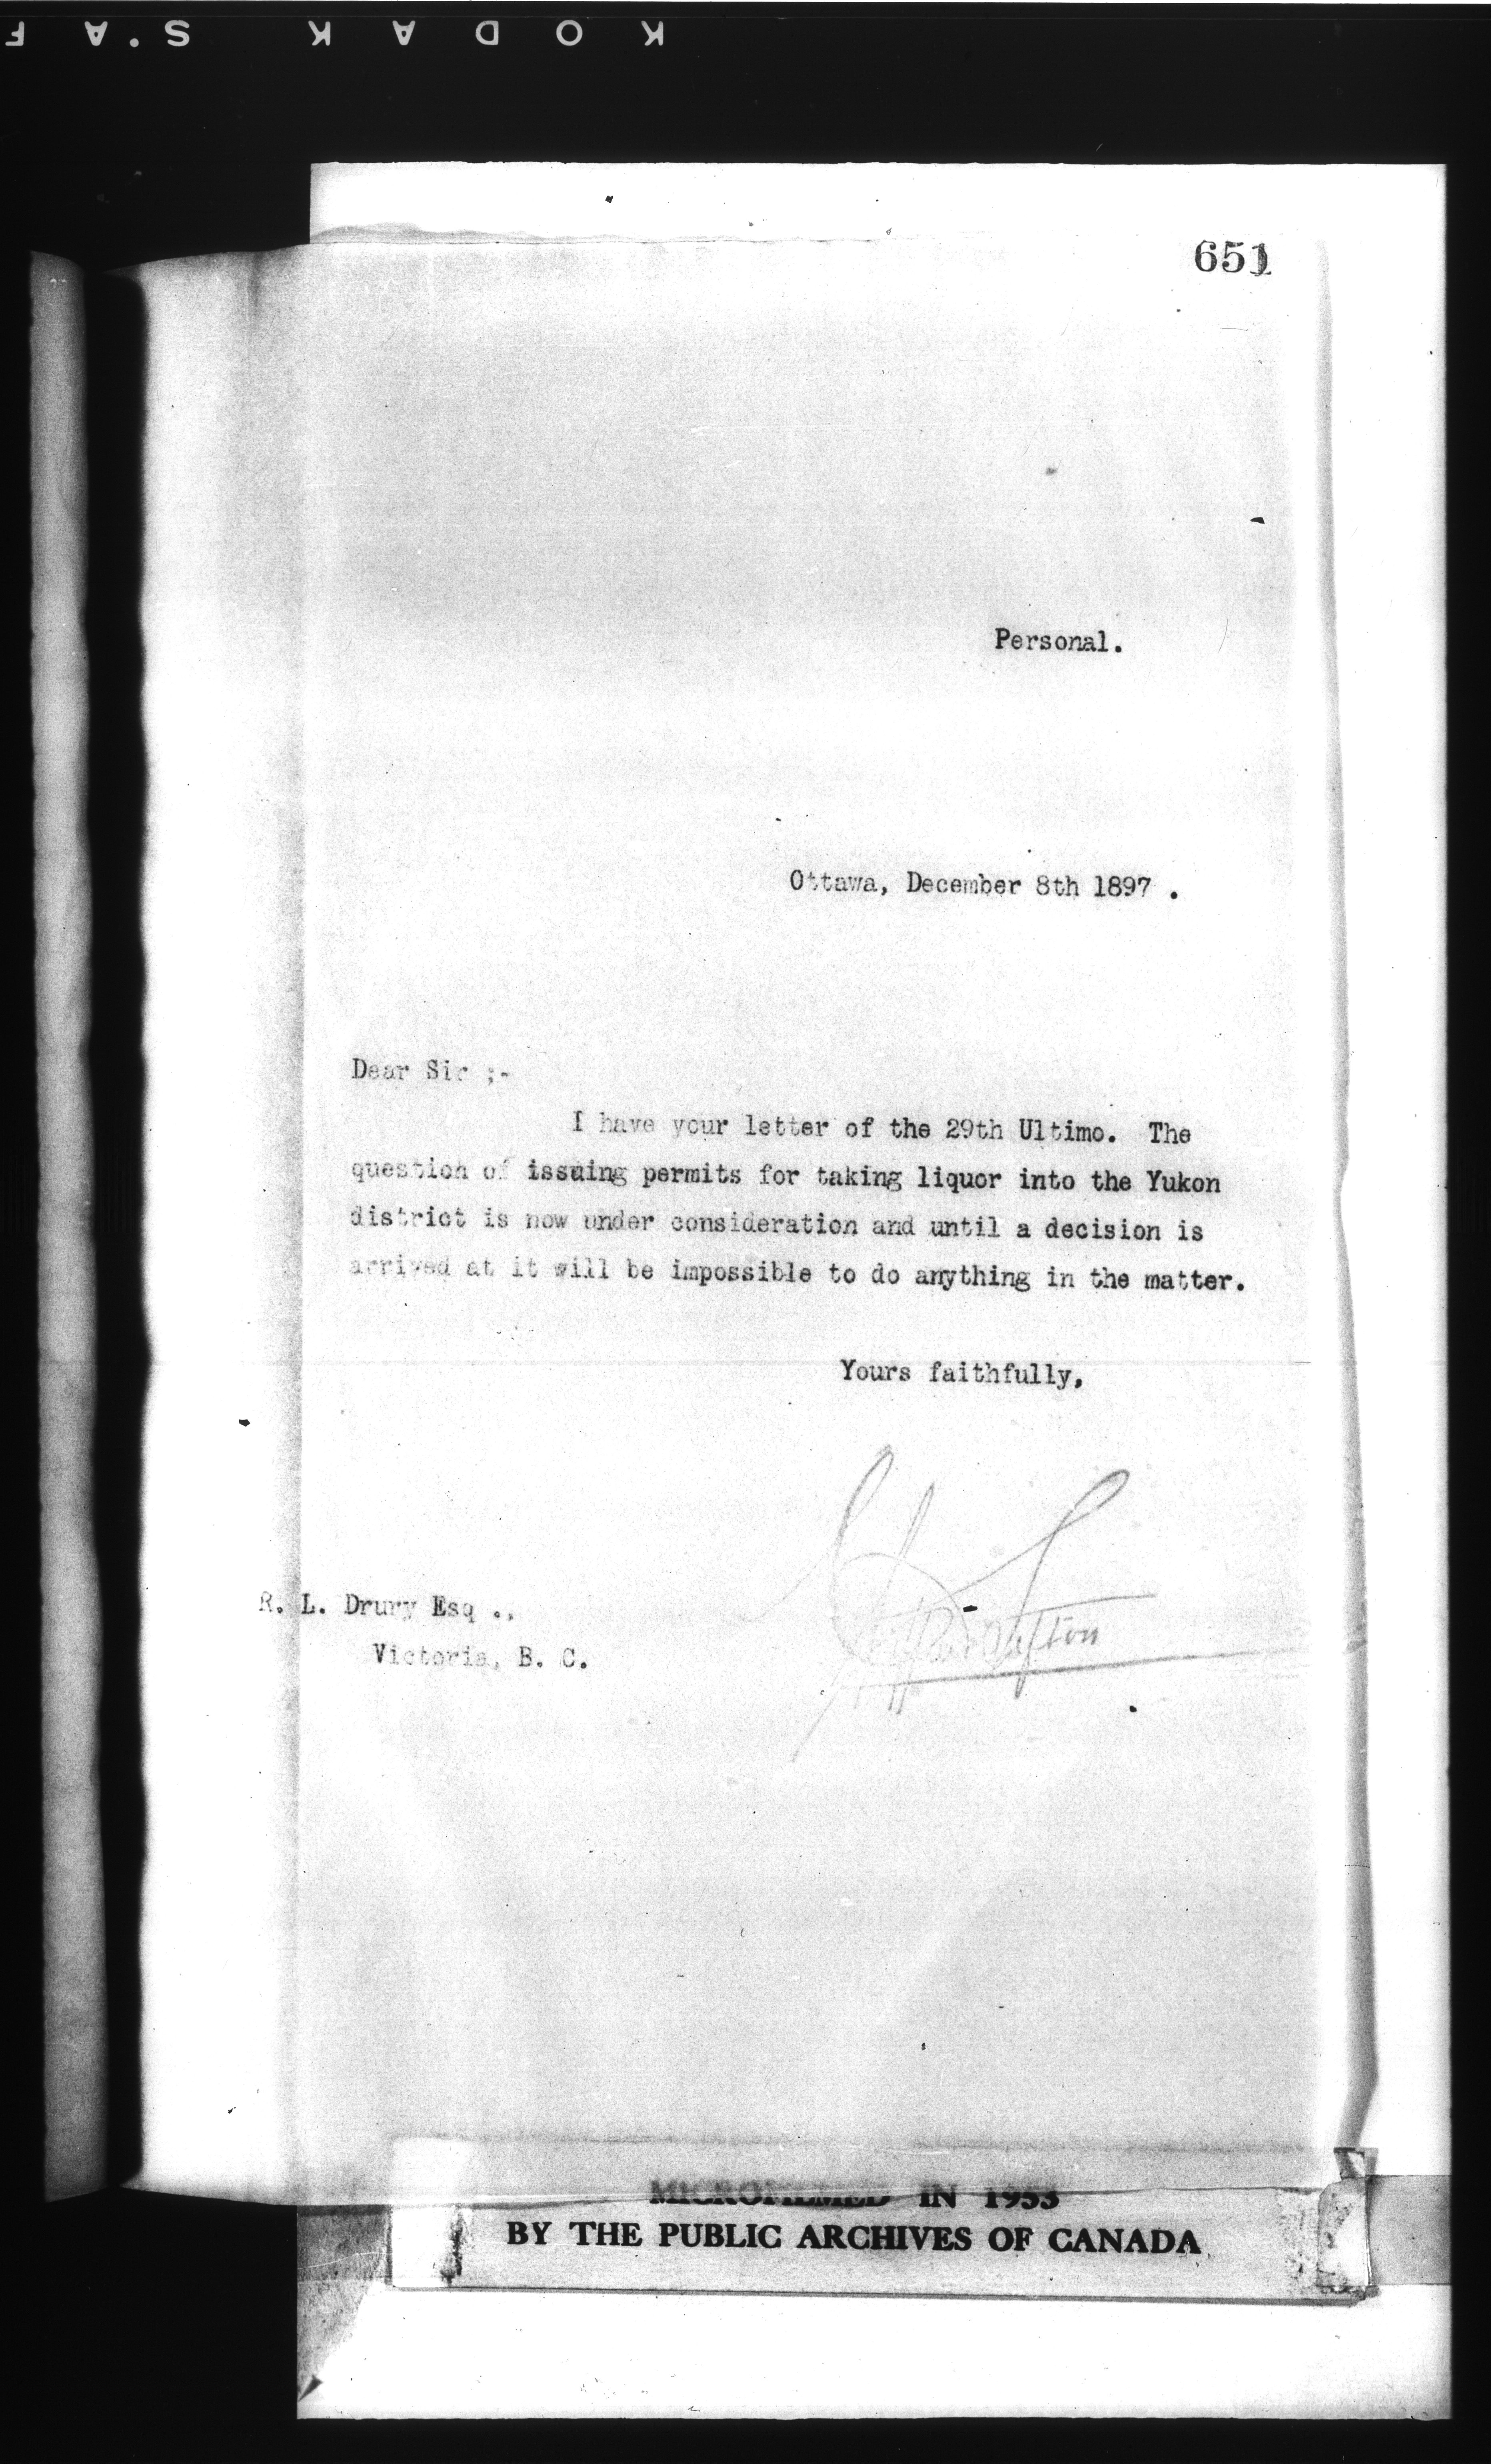 KODAK S.A F
651
Personal.
Ottawa, December 8th 1897 .
Dear Sir ;-
I have your letter of the 29th Ultimo. The
question of issuing permits for taking liquor into the Yukon
district is now under consideration and until a decision is
arrived at it will be impossible to do anything in the matter.
Yours faithfully,
Clifford Sifton
R. L. Drury Esq .,
Victoria, B. C.
MICROFILMED IN 1953
BY THE PUBLIC ARCHIVES OF CANADA